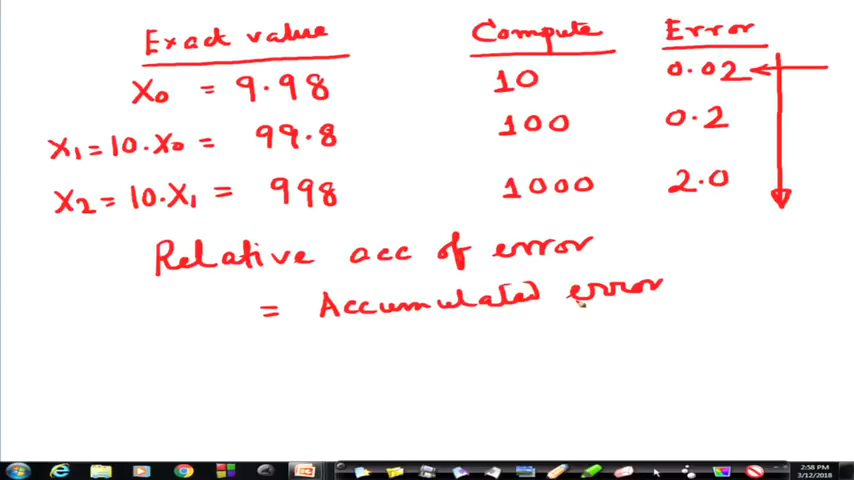 Exact value Compute Error
X₀ = 9.98 10 0.02
X₁ = 10.X₀ = 99.8 100 0.2
X₂ = 10.X₁ = 998 1000 2.0
Relative acc of error
= Accumulated error
2:58 PM
3/12/2018